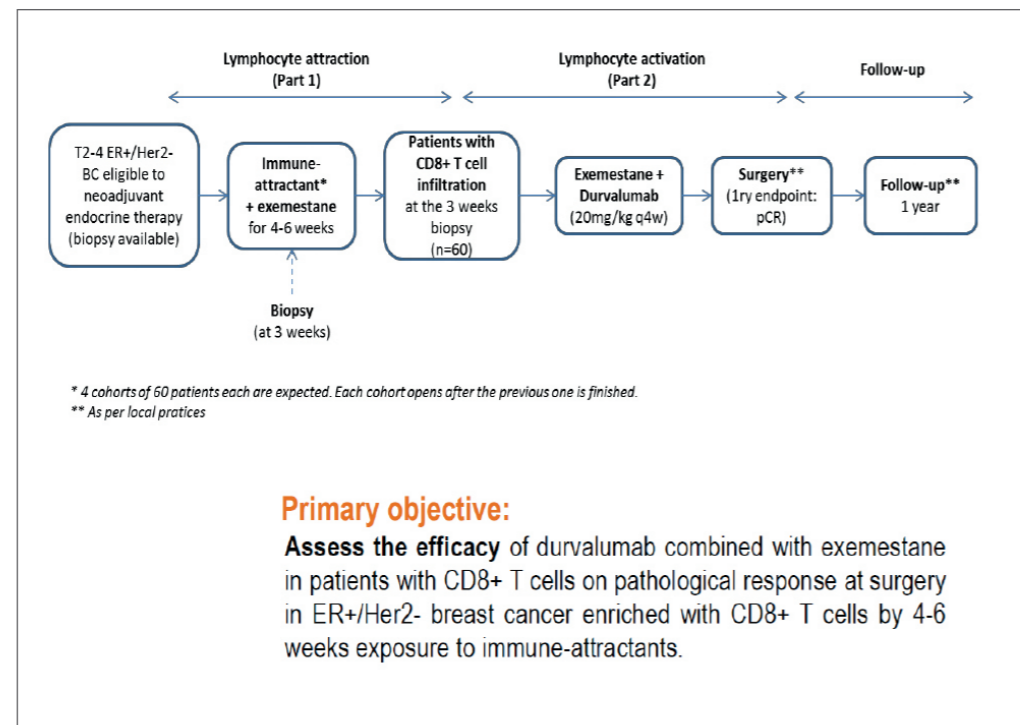 Lymphocyte attraction
(Part 1)
Lymphocyte activation
(Part 2)
Follow-up
T2-4 ER+/Her2-
BC eligible to
neoadjuvant
endocrine therapy
(biopsy available)
Immune-
attractant*
+ exemestane
for 4-6 weeks
Patients with
CD8+ T cell
infiltration
at the 3 weeks
biopsy
(n=60)
Exemestane +
Durvalumab
(20mg/kg q4w)
Surgery**
(1ry endpoint:
pCR)
Follow-up**
1 year
Biopsy
(at 3 weeks)
* 4 cohorts of 60 patients each are expected. Each cohort opens after the previous one is finished.
** As per local pratices
Primary objective:
Assess the efficacy of durvalumab combined with exemestane
in patients with CD8+ T cells on pathological response at surgery
in ER+/Her2- breast cancer enriched with CD8+ T cells by 4-6
weeks exposure to immune-attractants.